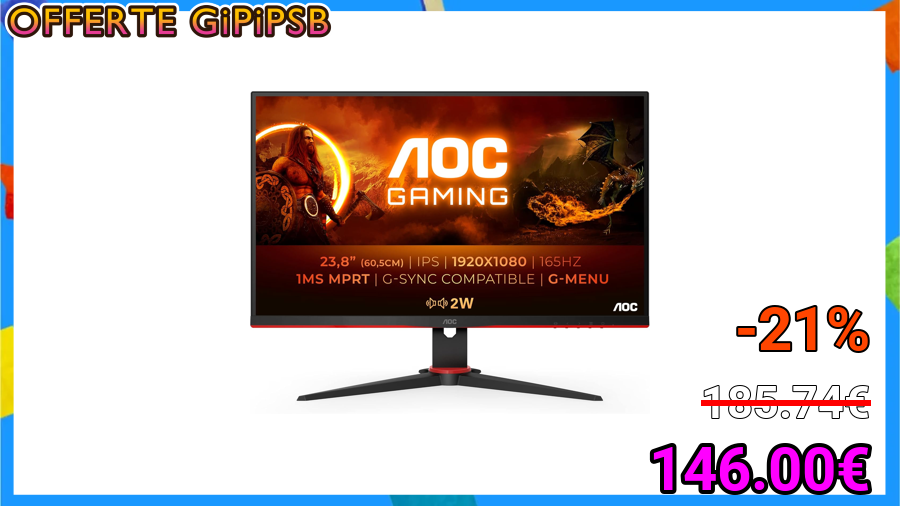 OFFERTE GiPiPSB
AOC
GAMING
23,8" (60,5CM) | IPS | 1920X1080 | 165HZ
1MS MPRT | G-SYNC COMPATIBLE | G-MENU
2W
AOC
AOC
-21%
185.74€
146.00€